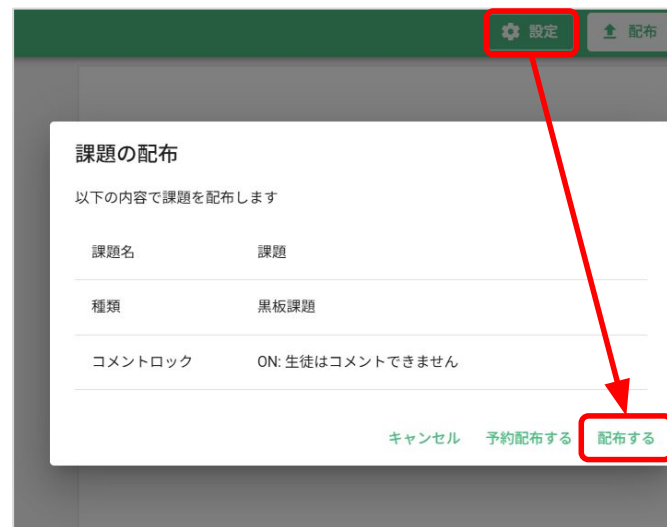 設定 配布
課題の配布
以下の内容で課題を配布します
課題名 課題
種類 黒板課題
コメントロック ON: 生徒はコメントできません
キャンセル 予約配布する 配布する